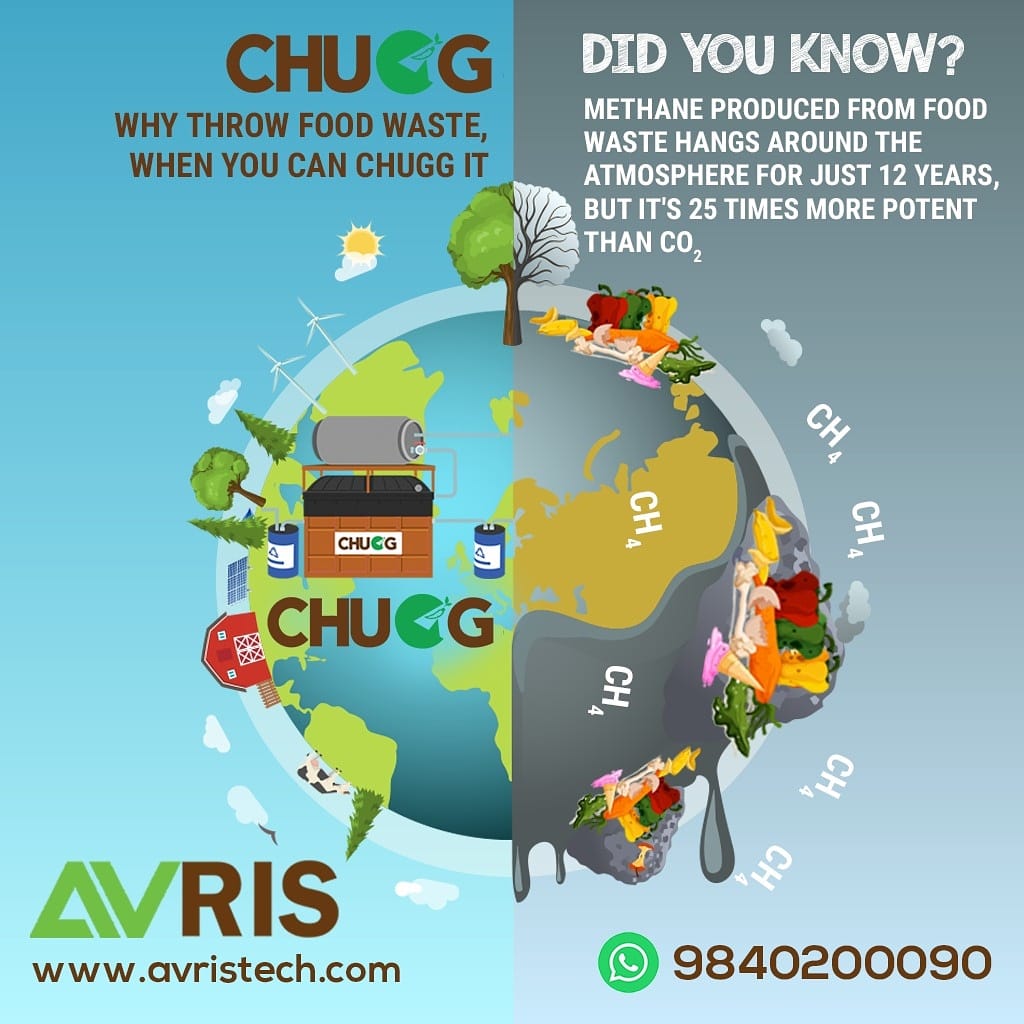 CHUGG
WHY THROW FOOD WASTE,
WHEN YOU CAN CHUGG IT
DID YOU KNOW?
METHANE PRODUCED FROM FOOD
WASTE HANGS AROUND THE
ATMOSPHERE FOR JUST 12 YEARS,
BUT IT'S 25 TIMES MORE POTENT
THAN CO₂
CHUGG
CHUGG
CH₄
CH₄
CH₄
CH₄
CH₄
CH₄
AVRIS
www.avristech.com
9840200090